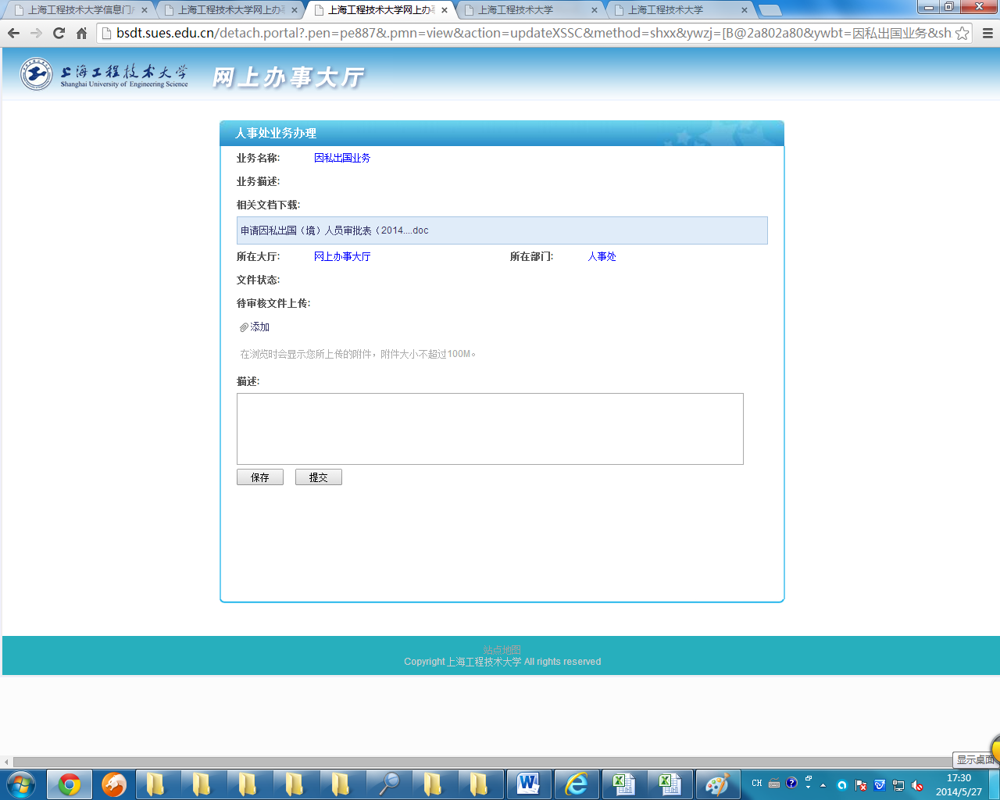 上海工程技术大学信息门户
上海工程技术大学网上办事
上海工程技术大学网上办事
上海工程技术大学
上海工程技术大学
bsdt.sues.edu.cn/detach.portal?.pen=pe887&.pmn=view&action=updateXSSC&method=shxx&ywzj=[B@2a802a80&ywbt=因私出国业务&sh
上海工程技术大学
Shanghai University of Engineering Science
网上办事大厅
人事处业务办理
业务名称: 因私出国业务
业务描述:
相关文档下载:
申请因私出国（境）人员审批表（2014....doc
所在大厅: 网上办事大厅 所在部门: 人事处
文件状态:
待审核文件上传:
添加
在浏览时会显示您所上传的附件，附件大小不超过100M。
描述:
保存 提交
站点地图
Copyright 上海工程技术大学 All rights reserved
显示桌面
CH
17:30
2014/5/27